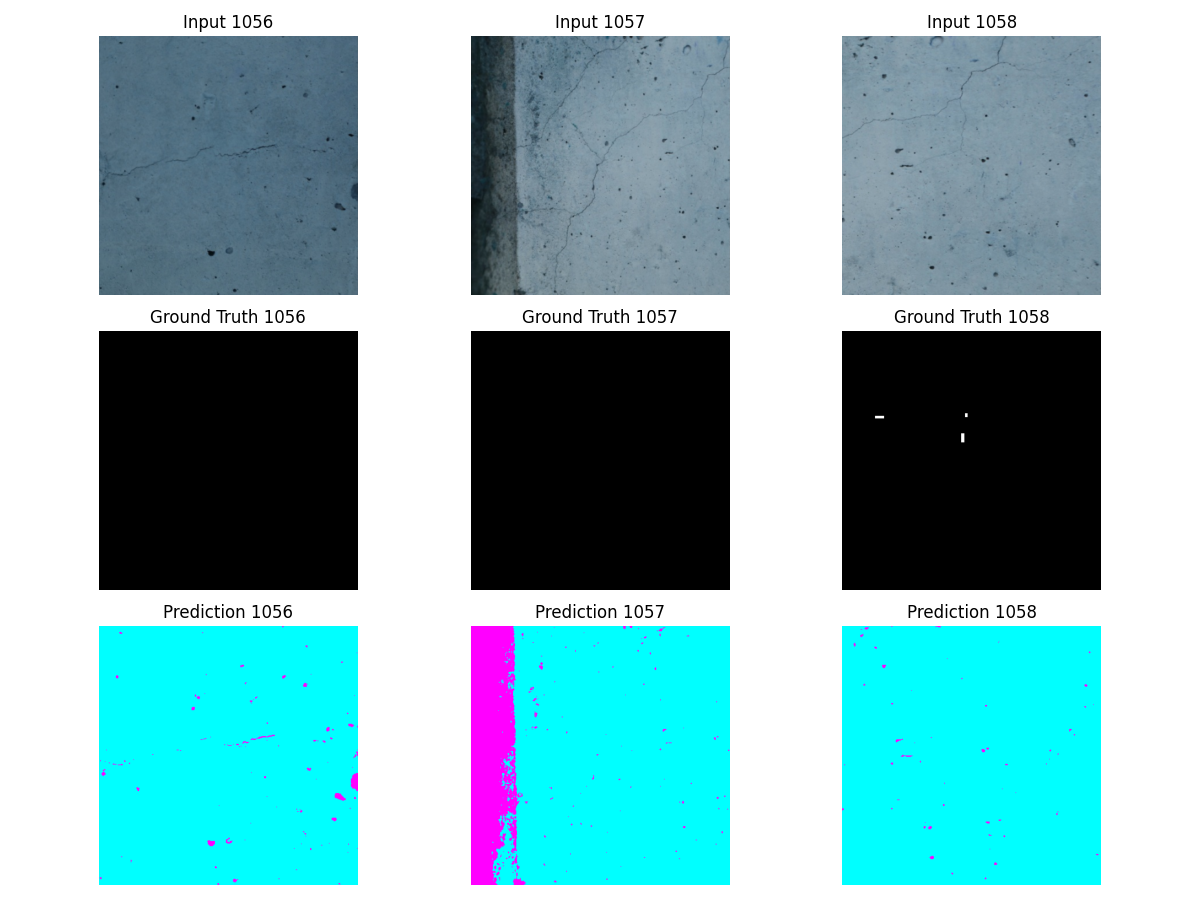 Input 1056
Input 1057
Input 1058
Ground Truth 1056
Ground Truth 1057
Ground Truth 1058
Prediction 1056
Prediction 1057
Prediction 1058